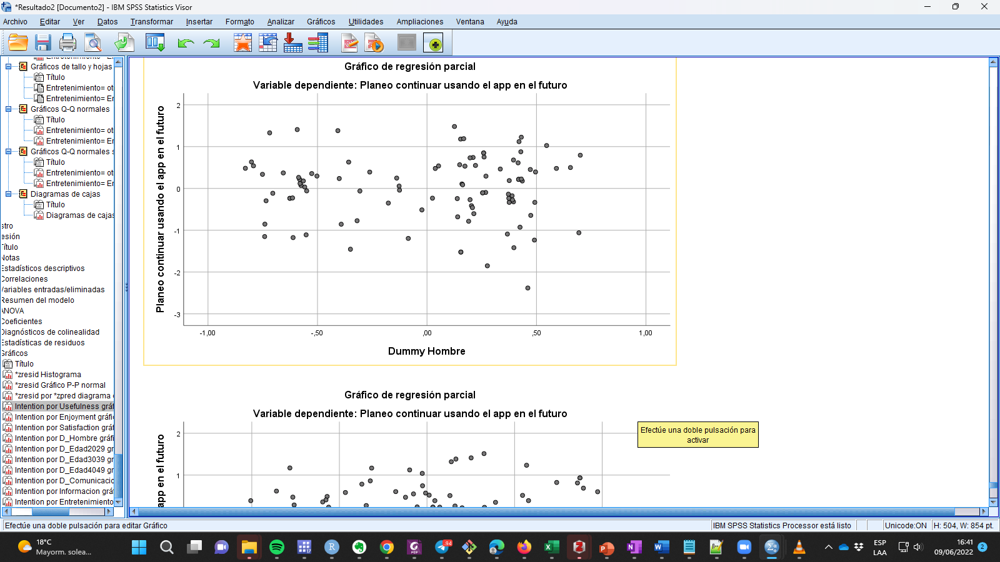 *Resultado2 [Documento2] - IBM SPSS Statistics Visor
Archivo Editar Ver Datos Transformar Insertar Formato Analizar Gráficos Utilidades Ampliaciones Ventana Ayuda
Gráficos de tallo y hojas
Título
Entretenimiento= ot
Entretenimiento= Er
Gráficos Q-Q normales
Título
Entretenimiento= ot
Entretenimiento= Er
Gráficos Q-Q normales s
Título
Entretenimiento= ot
Entretenimiento= Er
Diagramas de cajas
Título
Diagramas de cajas
stro
esión
Título
Notas
Estadísticos descriptivos
Correlaciones
Variables entradas/eliminadas
Resumen del modelo
ANOVA
Coeficientes
Diagnósticos de colinealidad
Estadísticas de residuos
Gráficos
Título
*zresid Histograma
*zresid Gráfico P-P normal
*zresid por *zpred diagrama
Intention por Usefulness gráf
Intention por Enjoyment gráfi
Intention por Satisfaction gráf
Intention por D_Hombre gráfi
Intention por D_Edad2029 gr
Intention por D_Edad3039 gr
Intention por D_Edad4049 gr
Intention por D_Comunicacio
Intention por Informacion grá
Intention por Entretenimiento
Gráfico de regresión parcial
Variable dependiente: Planeo continuar usando el app en el futuro
Planeo continuar usando el app en el futuro
2
1
0
-1
-2
-3
-1,00 -,50 ,00 ,50 1,00
Dummy Hombre
Gráfico de regresión parcial
Variable dependiente: Planeo continuar usando el app en el futuro
app en el futuro
2
1
Efectúe una doble pulsación para
activar
Efectúe una doble pulsación para editar Gráfico
IBM SPSS Statistics Processor está listo
Unicode:ON
H: 504, W: 854 pt.
18°C
Mayorm. solea...
17
R
PDF
94
ESP
LAA
16:41
09/06/2022
2